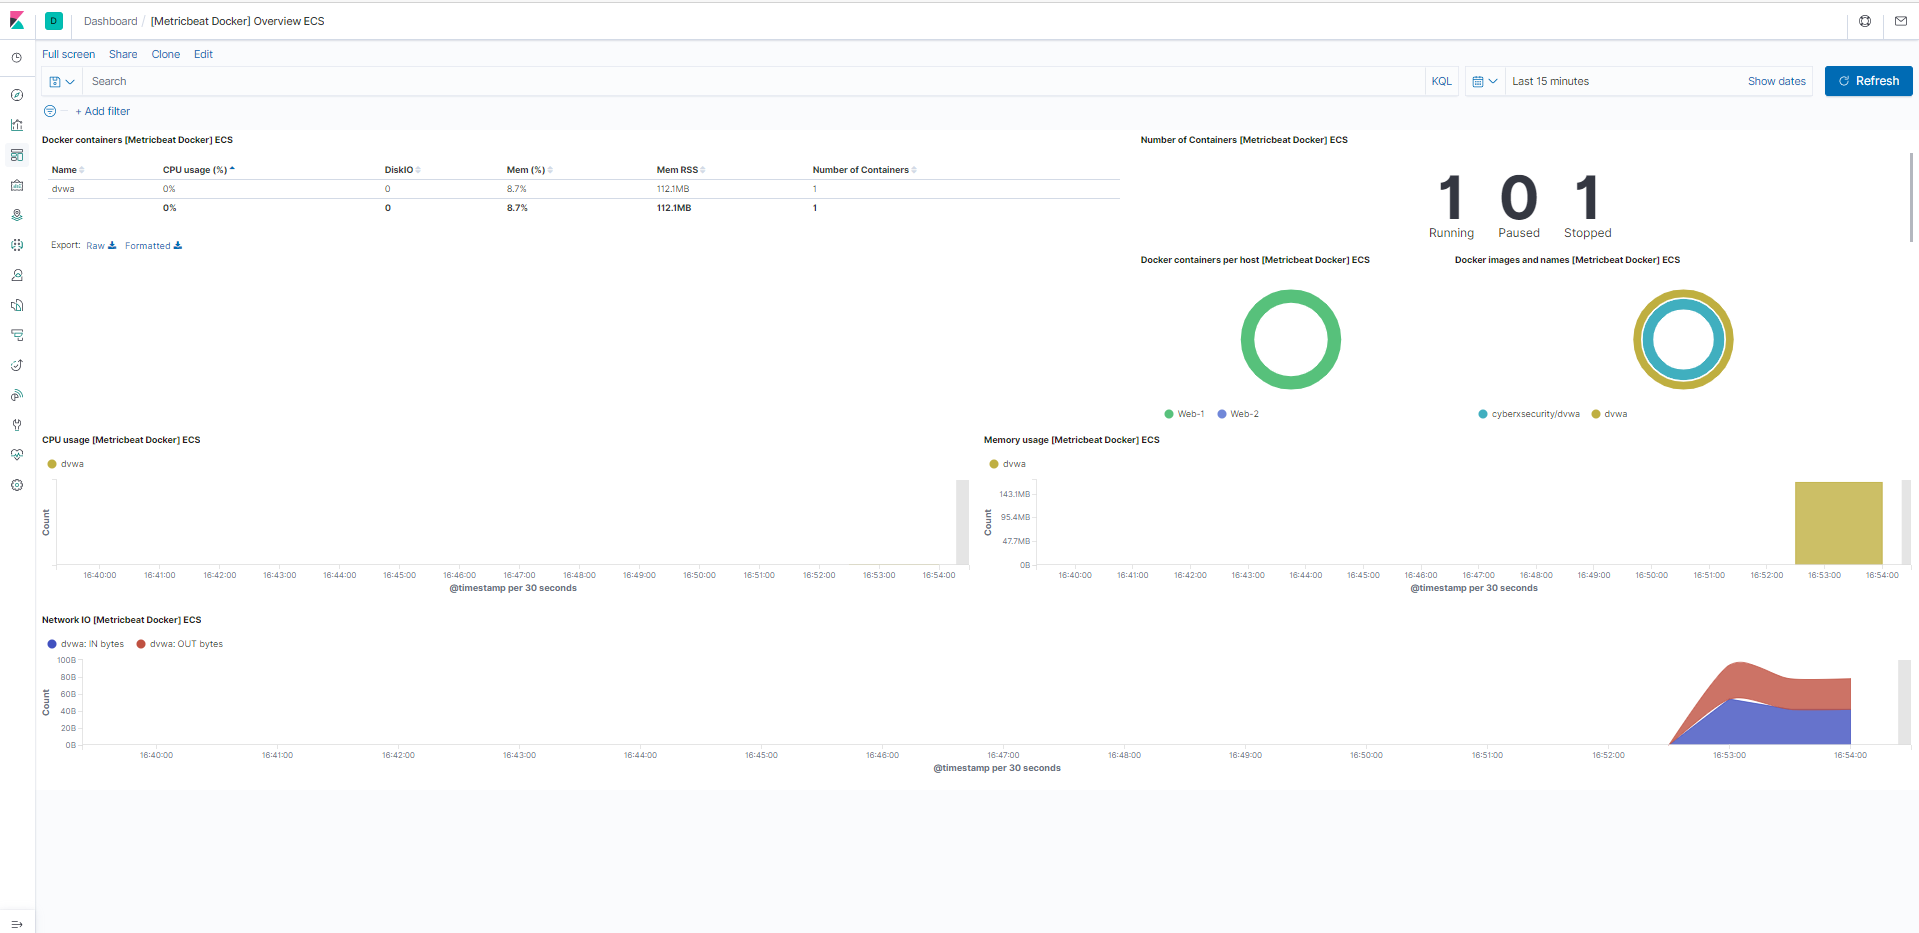 D Dashboard / [Metricbeat Docker] Overview ECS
Full screen Share Clone Edit
Search KQL Last 15 minutes Show dates Refresh
+ Add filter
Docker containers [Metricbeat Docker] ECS
Name CPU usage (%) DiskIO Mem (%) Mem RSS Number of Containers
dvwa 0% 0 8.7% 112.1MB 1
0% 0 8.7% 112.1MB 1
Export: Raw Formatted
Number of Containers [Metricbeat Docker] ECS
1 0 1
Running Paused Stopped
Docker containers per host [Metricbeat Docker] ECS
Web-1 Web-2
Docker images and names [Metricbeat Docker] ECS
cyberxsecurity/dvwa dvwa
CPU usage [Metricbeat Docker] ECS
dvwa
Count
16:40:00 16:41:00 16:42:00 16:43:00 16:44:00 16:45:00 16:46:00 16:47:00 16:48:00 16:49:00 16:50:00 16:51:00 16:52:00 16:53:00 16:54:00
@timestamp per 30 seconds
Memory usage [Metricbeat Docker] ECS
dvwa
Count
143.1MB
95.4MB
47.7MB
0B
16:40:00 16:41:00 16:42:00 16:43:00 16:44:00 16:45:00 16:46:00 16:47:00 16:48:00 16:49:00 16:50:00 16:51:00 16:52:00 16:53:00 16:54:00
@timestamp per 30 seconds
Network IO [Metricbeat Docker] ECS
dvwa: IN bytes dvwa: OUT bytes
Count
100B
80B
60B
40B
20B
0B
16:40:00 16:41:00 16:42:00 16:43:00 16:44:00 16:45:00 16:46:00 16:47:00 16:48:00 16:49:00 16:50:00 16:51:00 16:52:00 16:53:00 16:54:00
@timestamp per 30 seconds